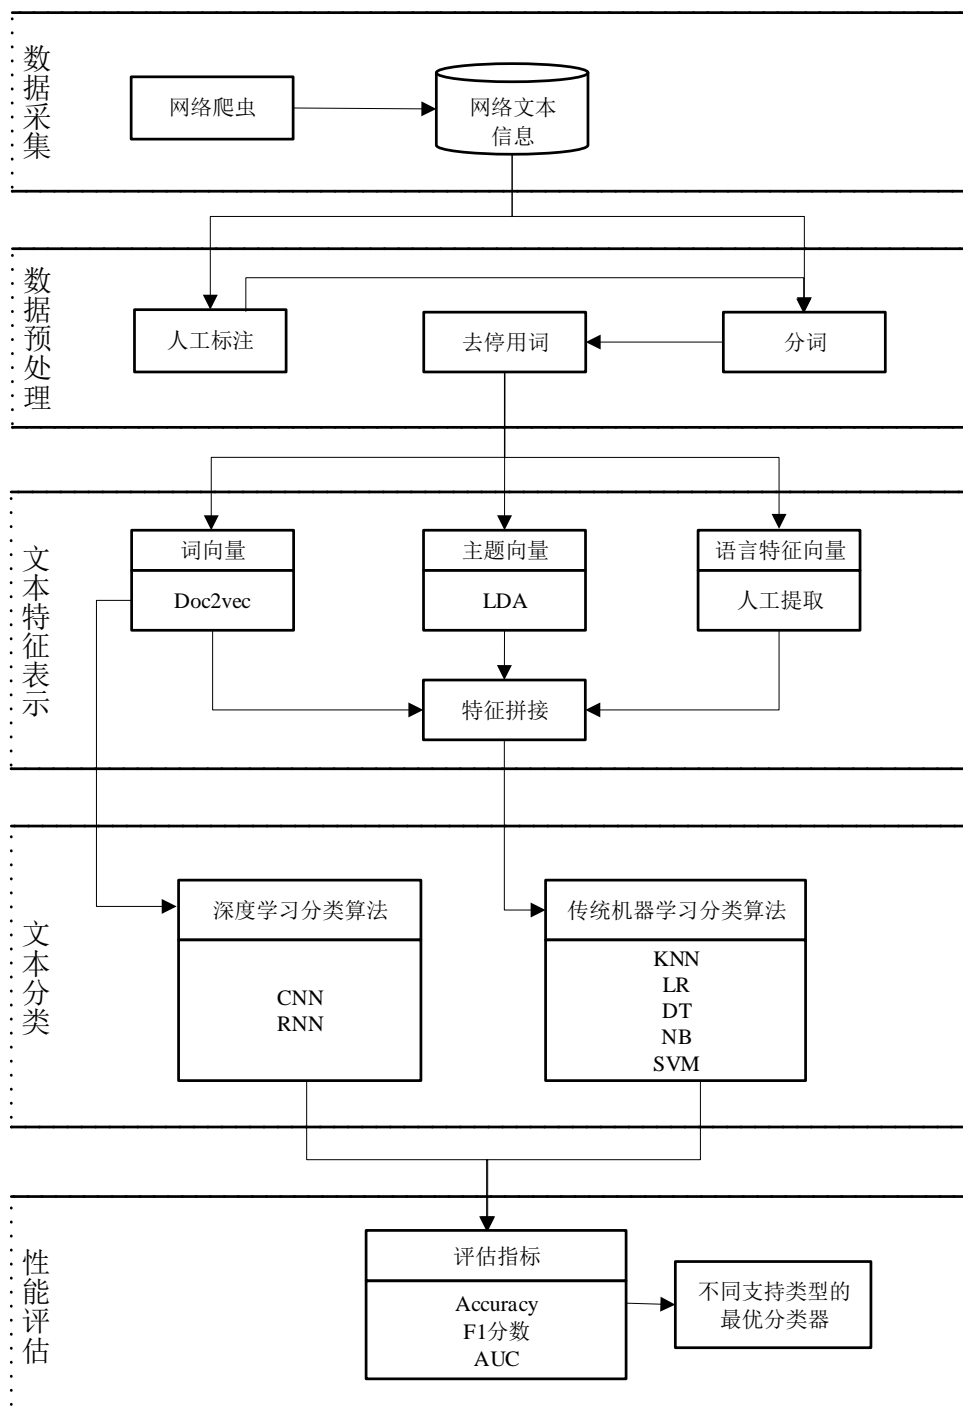 数据采集
网络爬虫
网络文本
信息
数据预处理
人工标注
去停用词
分词
文本特征表示
词向量
Doc2vec
主题向量
LDA
语言特征向量
人工提取
特征拼接
文本分类
深度学习分类算法
CNN
RNN
传统机器学习分类算法
KNN
LR
DT
NB
SVM
性能评估
评估指标
Accuracy
F1分数
AUC
不同支持类型的
最优分类器